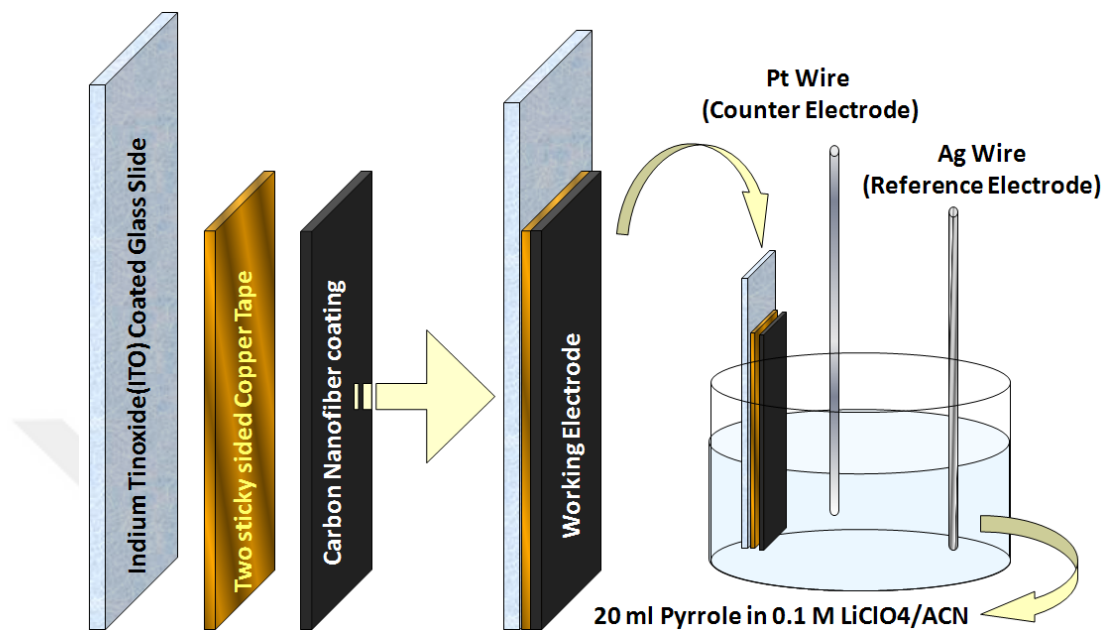 Indium Tinoxide(ITO) Coated Glass Slide
Two sticky sided Copper Tape
Carbon Nanofiber coating
Working Electrode
Pt Wire
(Counter Electrode)
Ag Wire
(Reference Electrode)
20 ml Pyrrole in 0.1 M LiClO4/ACN